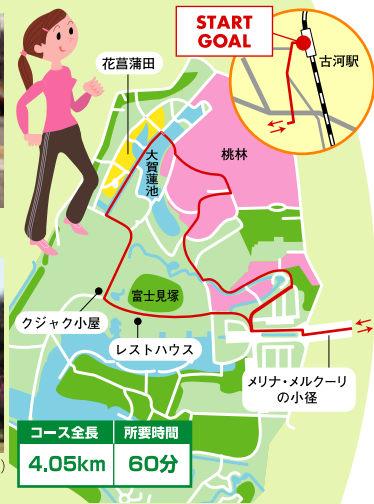 START
GOAL
古河駅
花菖蒲田
大賀蓮池
桃林
富士見塚
クジャク小屋
レストハウス
メリナ・メルクーリ
の小径
コース全長
所要時間
4.05km
60分
)